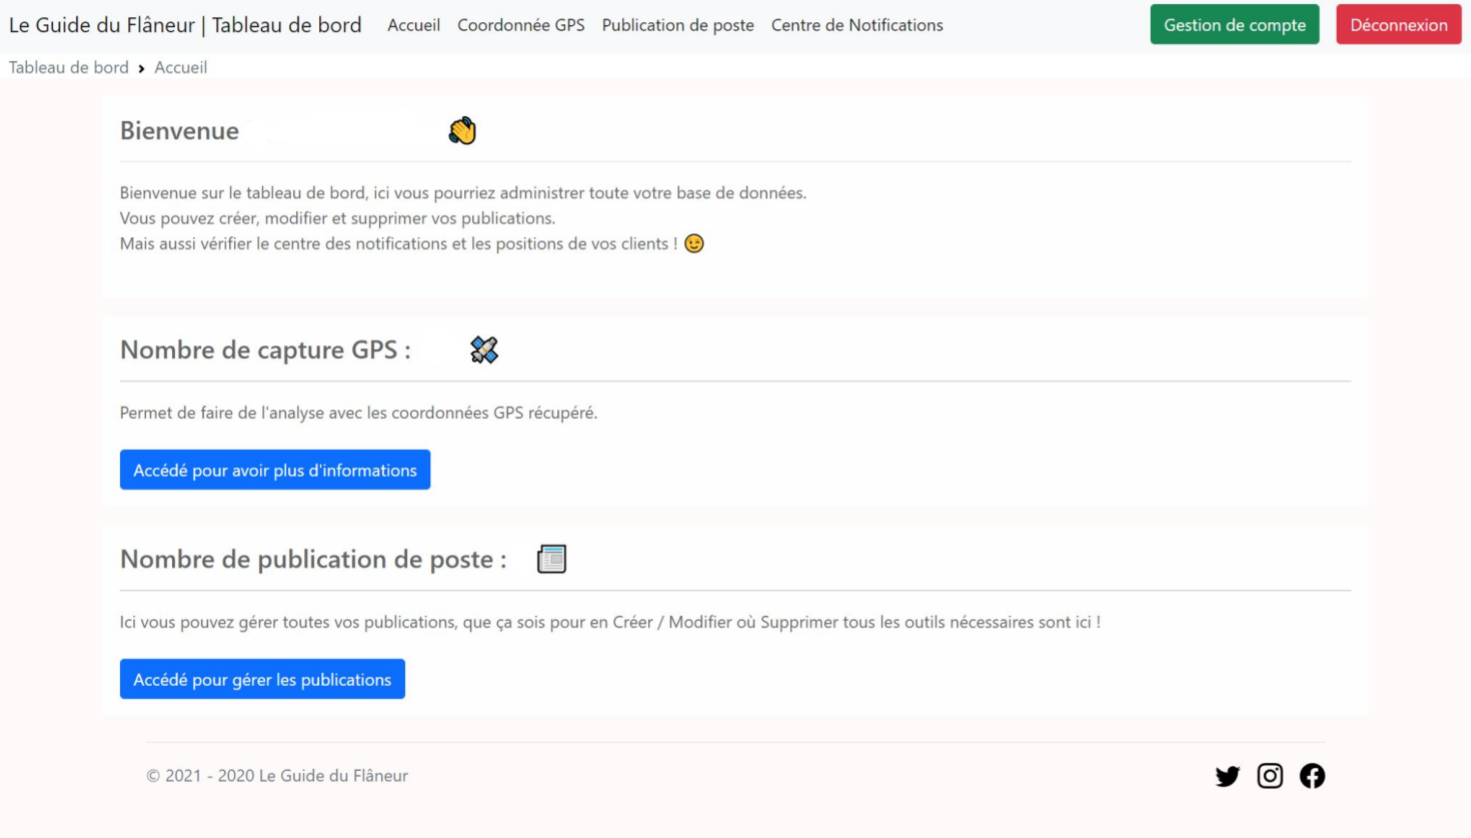 Le Guide du Flâneur | Tableau de bord Accueil Coordonnée GPS Publication de poste Centre de Notifications Gestion de compte Déconnexion
Tableau de bord › Accueil
Bienvenue 👋
Bienvenue sur le tableau de bord, ici vous pourriez administrer toute votre base de données.
Vous pouvez créer, modifier et supprimer vos publications.
Mais aussi vérifier le centre des notifications et les positions de vos clients ! 😉
Nombre de capture GPS : 🛰
Permet de faire de l'analyse avec les coordonnées GPS récupéré.
Accédé pour avoir plus d'informations
Nombre de publication de poste : 📰
Ici vous pouvez gérer toutes vos publications, que ça sois pour en Créer / Modifier où Supprimer tous les outils nécessaires sont ici !
Accédé pour gérer les publications
© 2021 - 2020 Le Guide du Flâneur